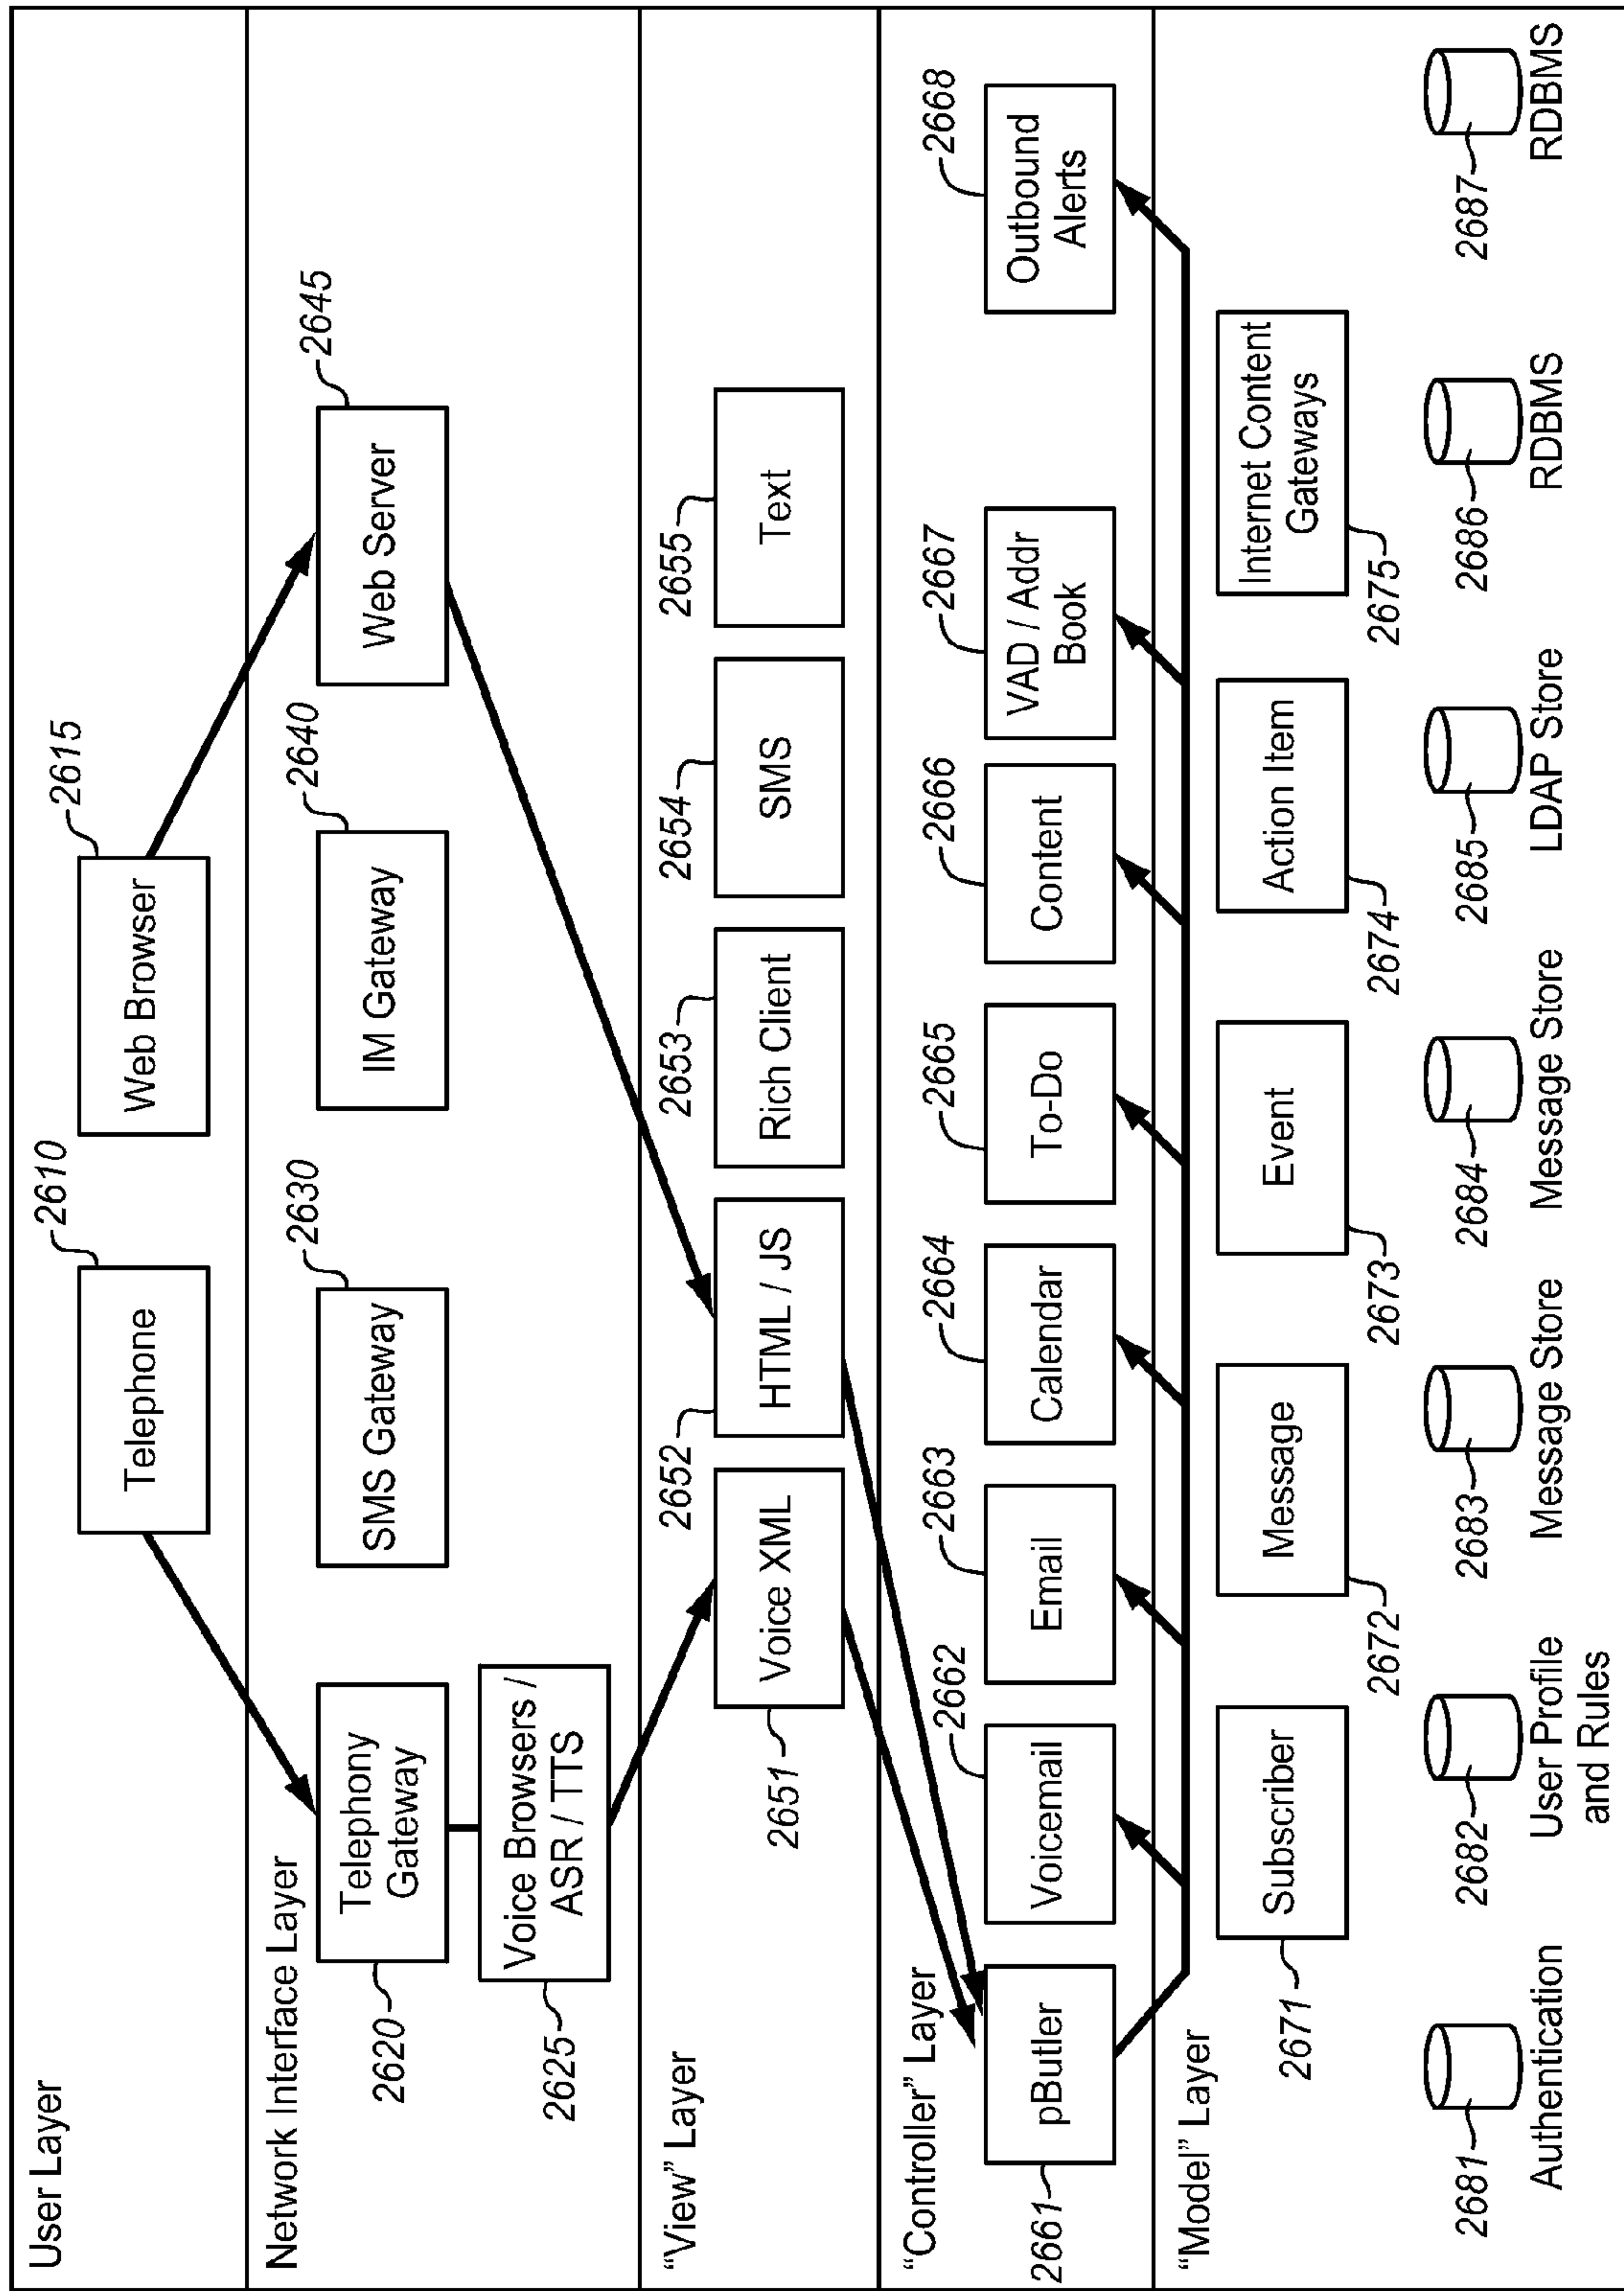 User Layer
2610
2615
Telephone
Web Browser
Network Interface Layer
2630
2640
2645
Telephony
Gateway
SMS Gateway
IM Gateway
Web Server
2620
Voice Browsers /
ASR / TTS
2625
“View” Layer
2652
2653
2654
2655
Voice XML
HTML / JS
Rich Client
SMS
Text
2651
“Controller” Layer
2662
2663
2664
2665
2666
2667
2668
pButler
Voicemail
Email
Calendar
To-Do
Content
VAD / Addr
Book
Outbound
Alerts
2661
“Model” Layer
Subscriber
Message
Event
Action Item
Internet Content
Gateways
2671
2672
2673
2674
2675
2681
2682
2683
2684
2685
2686
2687
Authentication
User Profile
and Rules
Message Store
Message Store
LDAP Store
RDBMS
RDBMS